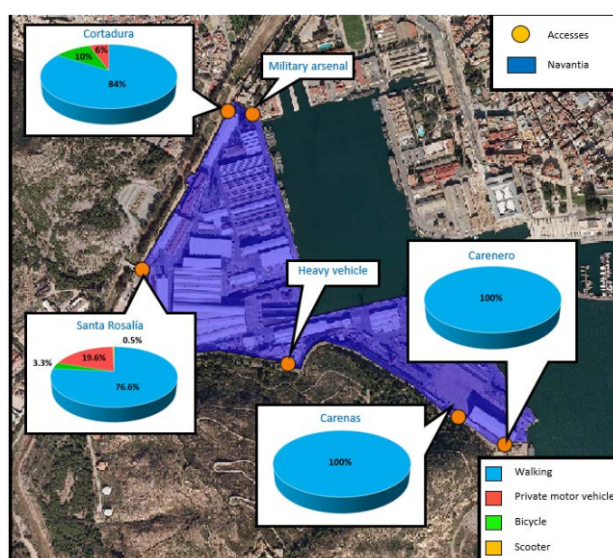 Cortadura
6%
10%
84%
Military arsenal
Accesses
Navantia
Heavy vehicle
Carenero
100%
Santa Rosalía
0.5%
3.3%
19.6%
76.6%
Carenas
100%
Walking
Private motor vehicle
Bicycle
Scooter